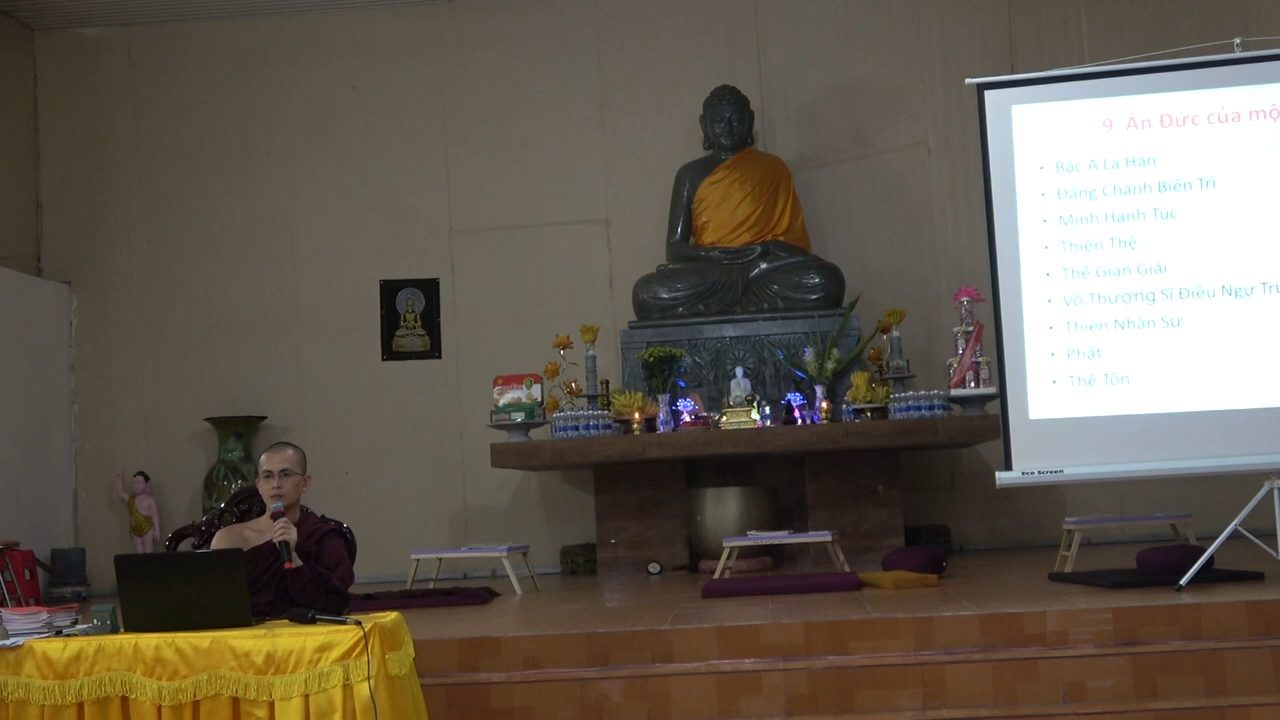 9 Ân Đức của mộ
• Bậc A La Hán
• Đấng Chánh Biến Tri
• Minh Hạnh Túc
• Thiện Thệ
• Thế Gian Giải
• Vô Thượng Sĩ Điều Ngự Trư
• Thiên Nhân Sư
• Phật
• Thế Tôn
Eco Screen